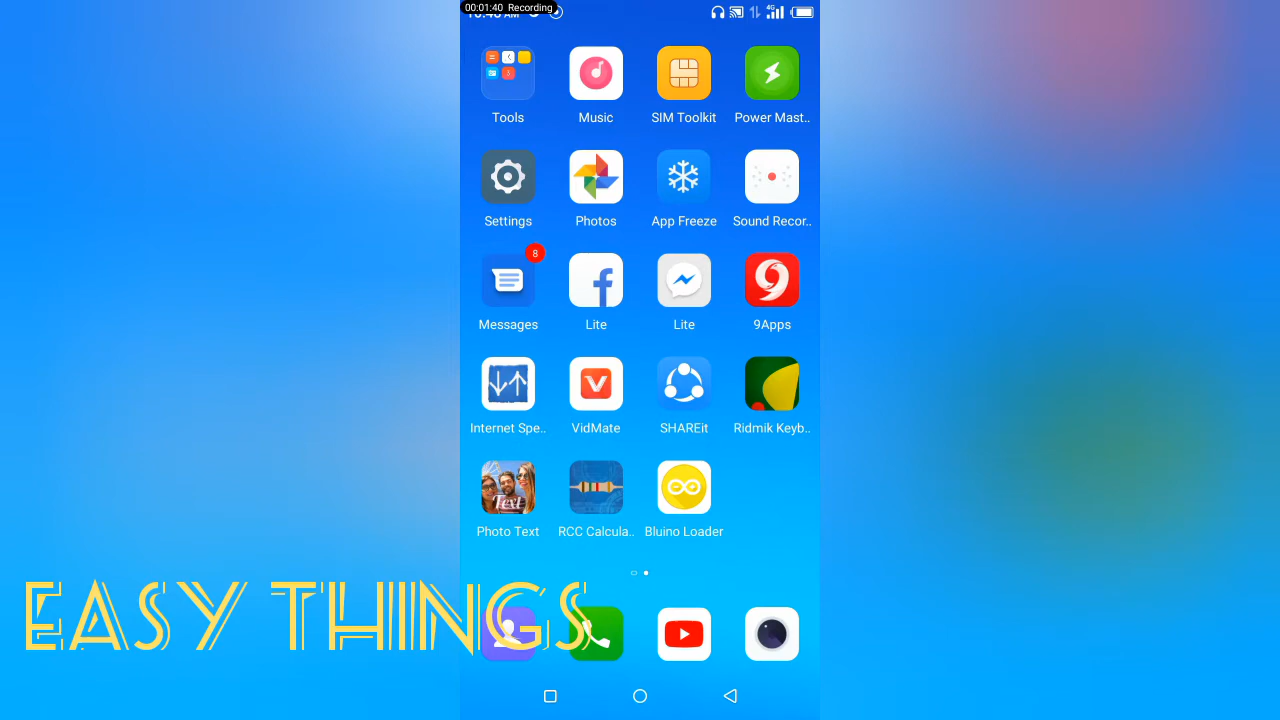 00:01:40 Recording
Tools Music SIM Toolkit Power Mast..
Settings Photos App Freeze Sound Recor..
8
Messages Lite Lite 9Apps
Internet Spe.. VidMate SHAREit Ridmik Keyb..
Text
Photo Text RCC Calcula.. Bluino Loader
EASY THINGS